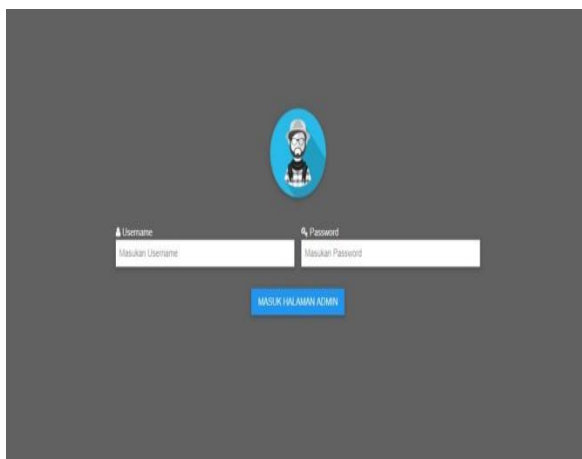 Username
Password
Masukan Username
Masukan Password
MASUK HALAMAN ADMIN